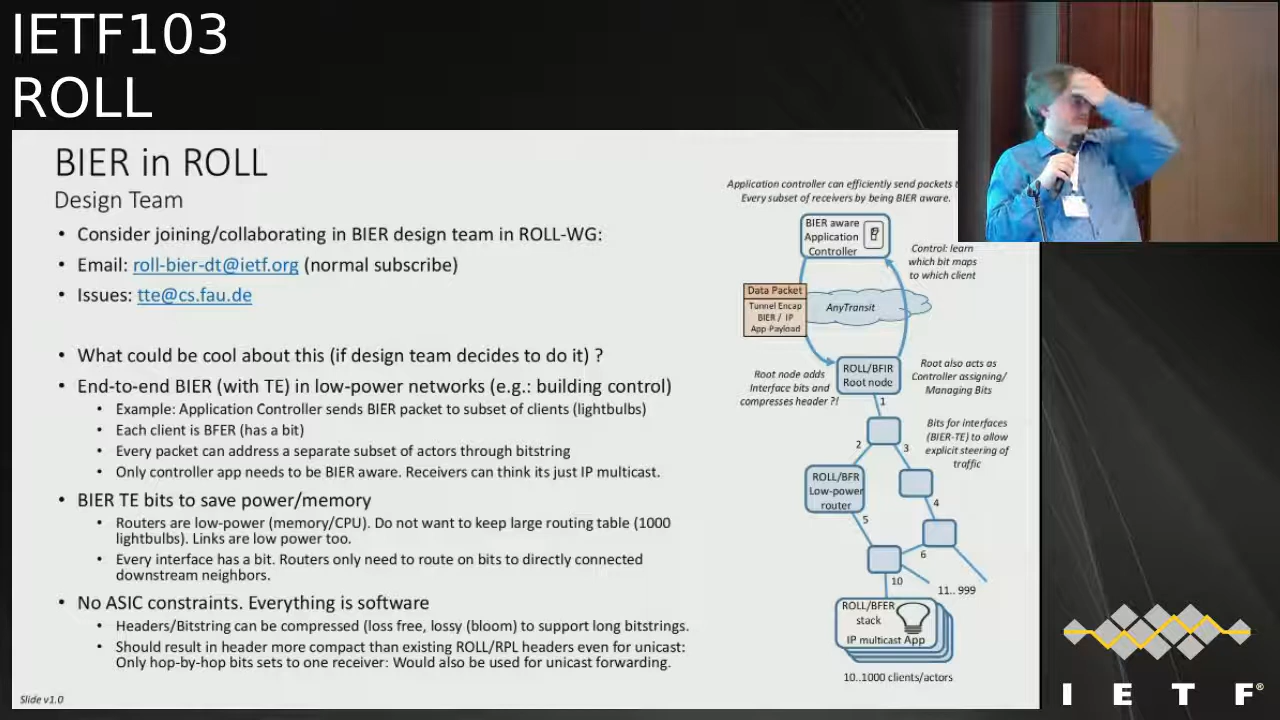 IETF103
ROLL
BIER in ROLL
Design Team
• Consider joining/collaborating in BIER design team in ROLL-WG:
• Email: roll-bier-dt@ietf.org (normal subscribe)
• Issues: tte@cs.fau.de
• What could be cool about this (if design team decides to do it) ?
• End-to-end BIER (with TE) in low-power networks (e.g.: building control)
• Example: Application Controller sends BIER packet to subset of clients (lightbulbs)
• Each client is BFER (has a bit)
• Every packet can address a separate subset of actors through bitstring
• Only controller app needs to be BIER aware. Receivers can think its just IP multicast.
• BIER TE bits to save power/memory
• Routers are low-power (memory/CPU). Do not want to keep large routing table (1000
lightbulbs). Links are low power too.
• Every interface has a bit. Routers only need to route on bits to directly connected
downstream neighbors.
• No ASIC constraints. Everything is software
• Headers/Bitstring can be compressed (loss free, lossy (bloom) to support long bitstrings.
• Should result in header more compact than existing ROLL/RPL headers even for unicast:
Only hop-by-hop bits sets to one receiver: Would also be used for unicast forwarding.
Slide v1.0
Application controller can efficiently send packets
Every subset of receivers by being BIER aware.
BIER aware
Application
Controller
Control: learn
which bit maps
to which client
Data Packet
Tunnel Encap
BIER / IP
App-Payload
AnyTransit
Root node adds
Interface bits and
compresses header ?!
ROLL/BFIR
Root node
Root also acts as
Controller assigning/
Managing Bits
1
Bits for interfaces
(BIER-TE) to allow
explicit steering of
traffic
2
3
ROLL/BFR
Low-power
router
4
5
6
10
11.. 999
ROLL/BFER
stack
IP multicast App
10..1000 clients/actors
I E T F®